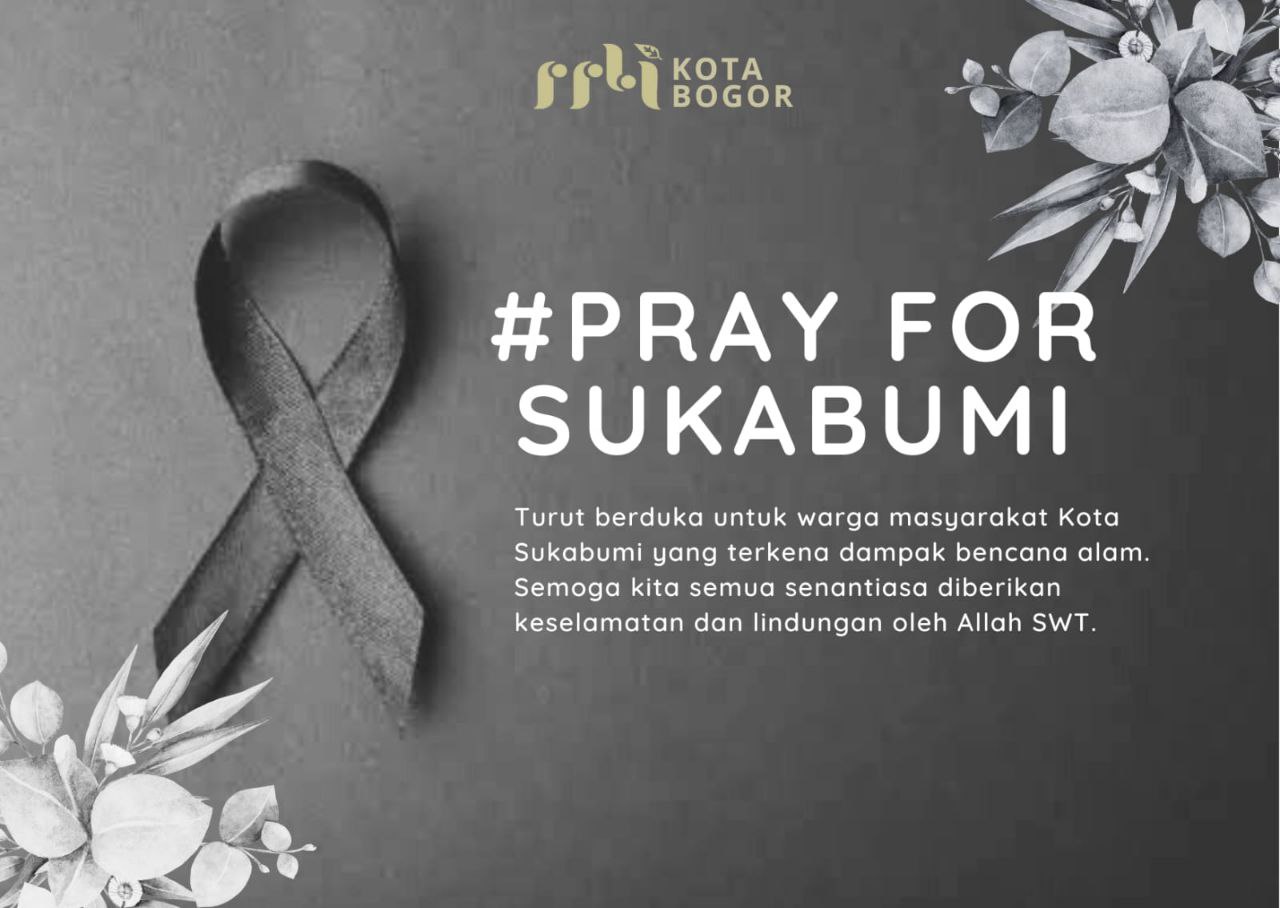 KOTA
BOGOR
#PRAY FOR
SUKABUMI
Turut berduka untuk warga masyarakat Kota
Sukabumi yang terkena dampak bencana alam.
Semoga kita semua senantiasa diberikan
keselamatan dan lindungan oleh Allah SWT.